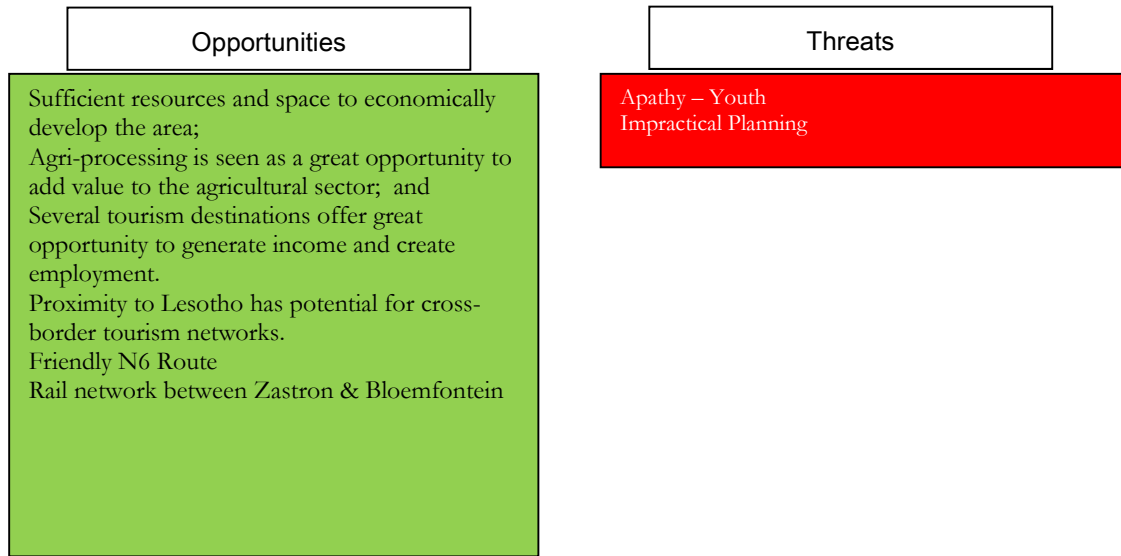 Opportunities
Sufficient resources and space to economically
develop the area;
Agri-processing is seen as a great opportunity to
add value to the agricultural sector;  and
Several tourism destinations offer great
opportunity to generate income and create
employment.
Proximity to Lesotho has potential for cross-
border tourism networks.
Friendly N6 Route
Rail network between Zastron & Bloemfontein
Threats
Apathy – Youth
Impractical Planning